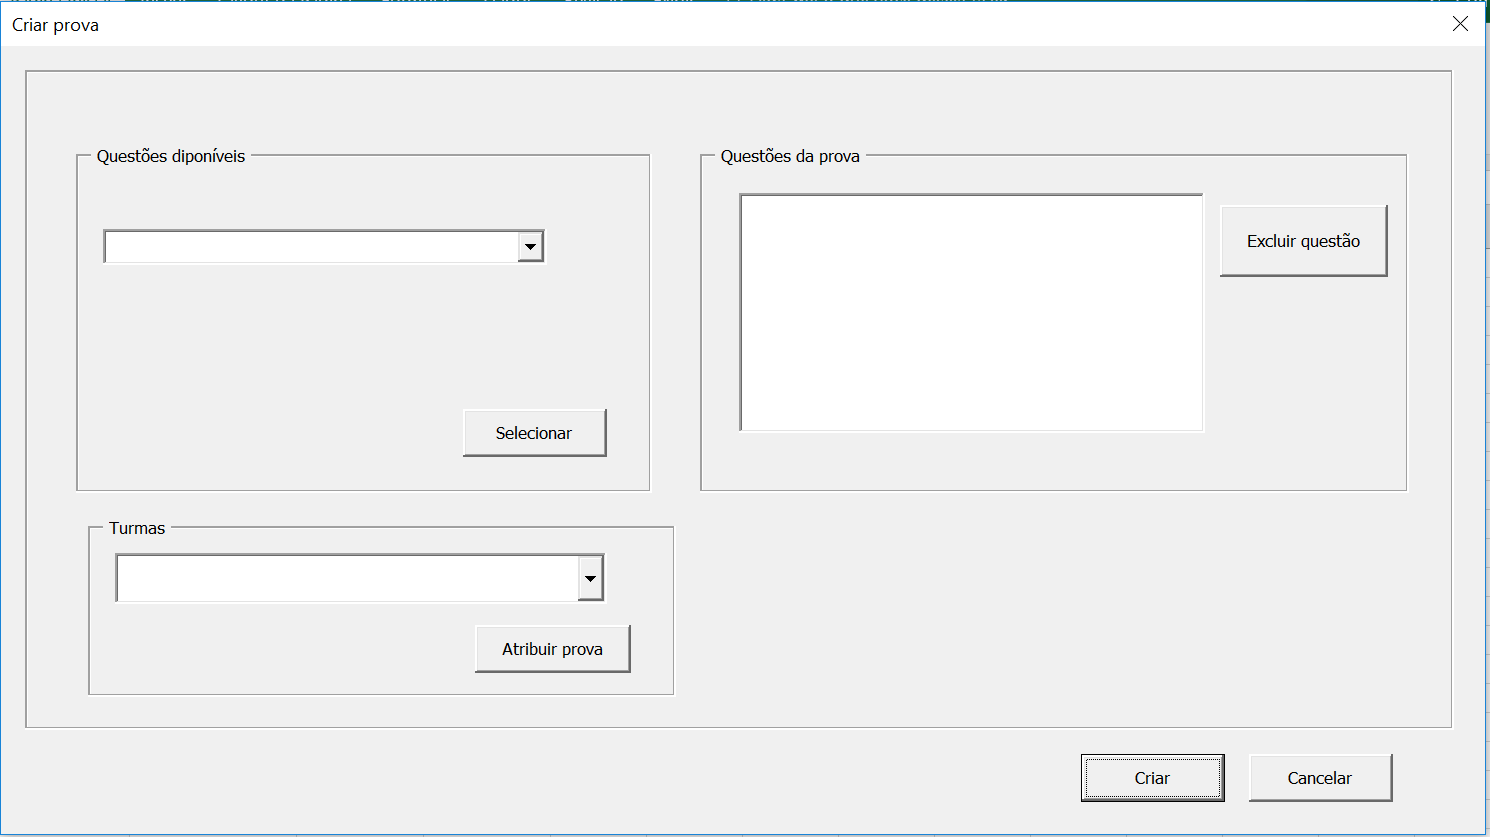 Criar prova
Questões diponíveis
Questões da prova
Excluir questão
Selecionar
Turmas
Atribuir prova
Criar
Cancelar